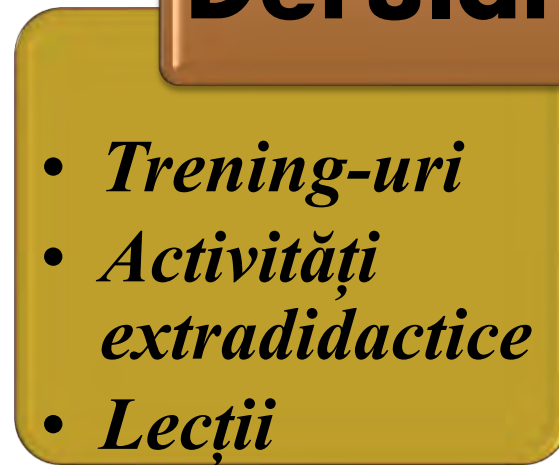 • Trening-uri
• Activități
extradidactice
• Lecții